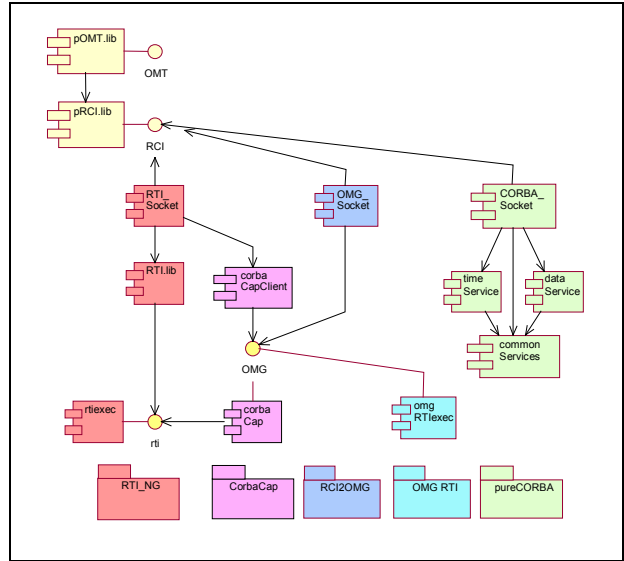 pOMT.lib
OMT
pRCI.lib
RCI
RTI_
Socket
OMG_
Socket
CORBA_
Socket
RTI.lib
corba
CapClient
time
Service
data
Service
common
Services
OMG
rtiexec
rti
corba
Cap
omg
RTIexec
RTI_NG
CorbaCap
RCI2OMG
OMG RTI
pureCORBA